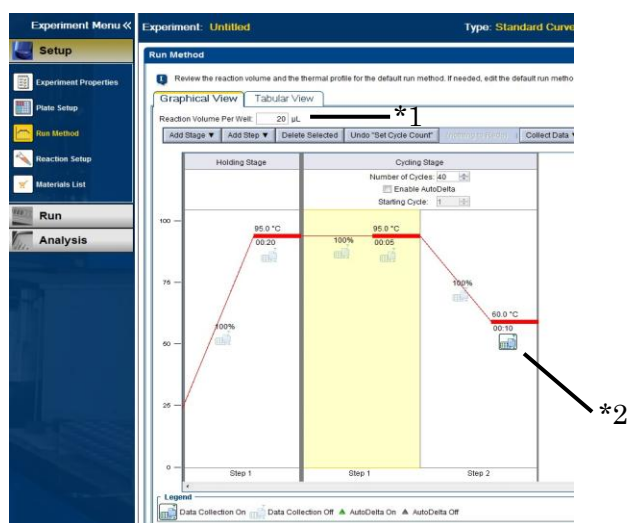 Experiment Menu «
Experiment: Untitled
Type: Standard Curve
Setup
Experiment Properties
Plate Setup
Run Method
Reaction Setup
Materials List
Run
Analysis
Run Method
Review the reaction volume and the thermal profile for the default run method. If needed, edit the default run metho
Graphical View
Tabular View
Reaction Volume Per Well: 20 µL
*1
Add Stage ▼ Add Step ▼ Delete Selected Undo "Set Cycle Count" Collect Data ▼
Holding Stage
Cycling Stage
Number of Cycles: 40
Enable AutoDelta
Starting Cycle: 1
100
95.0 °C
00:20
100%
95.0 °C
00:05
75
100%
60.0 °C
00:10
100%
50
*2
25
0
Step 1
Step 1
Step 2
Legend
Data Collection On Data Collection Off ▲ AutoDelta On ▲ AutoDelta Off